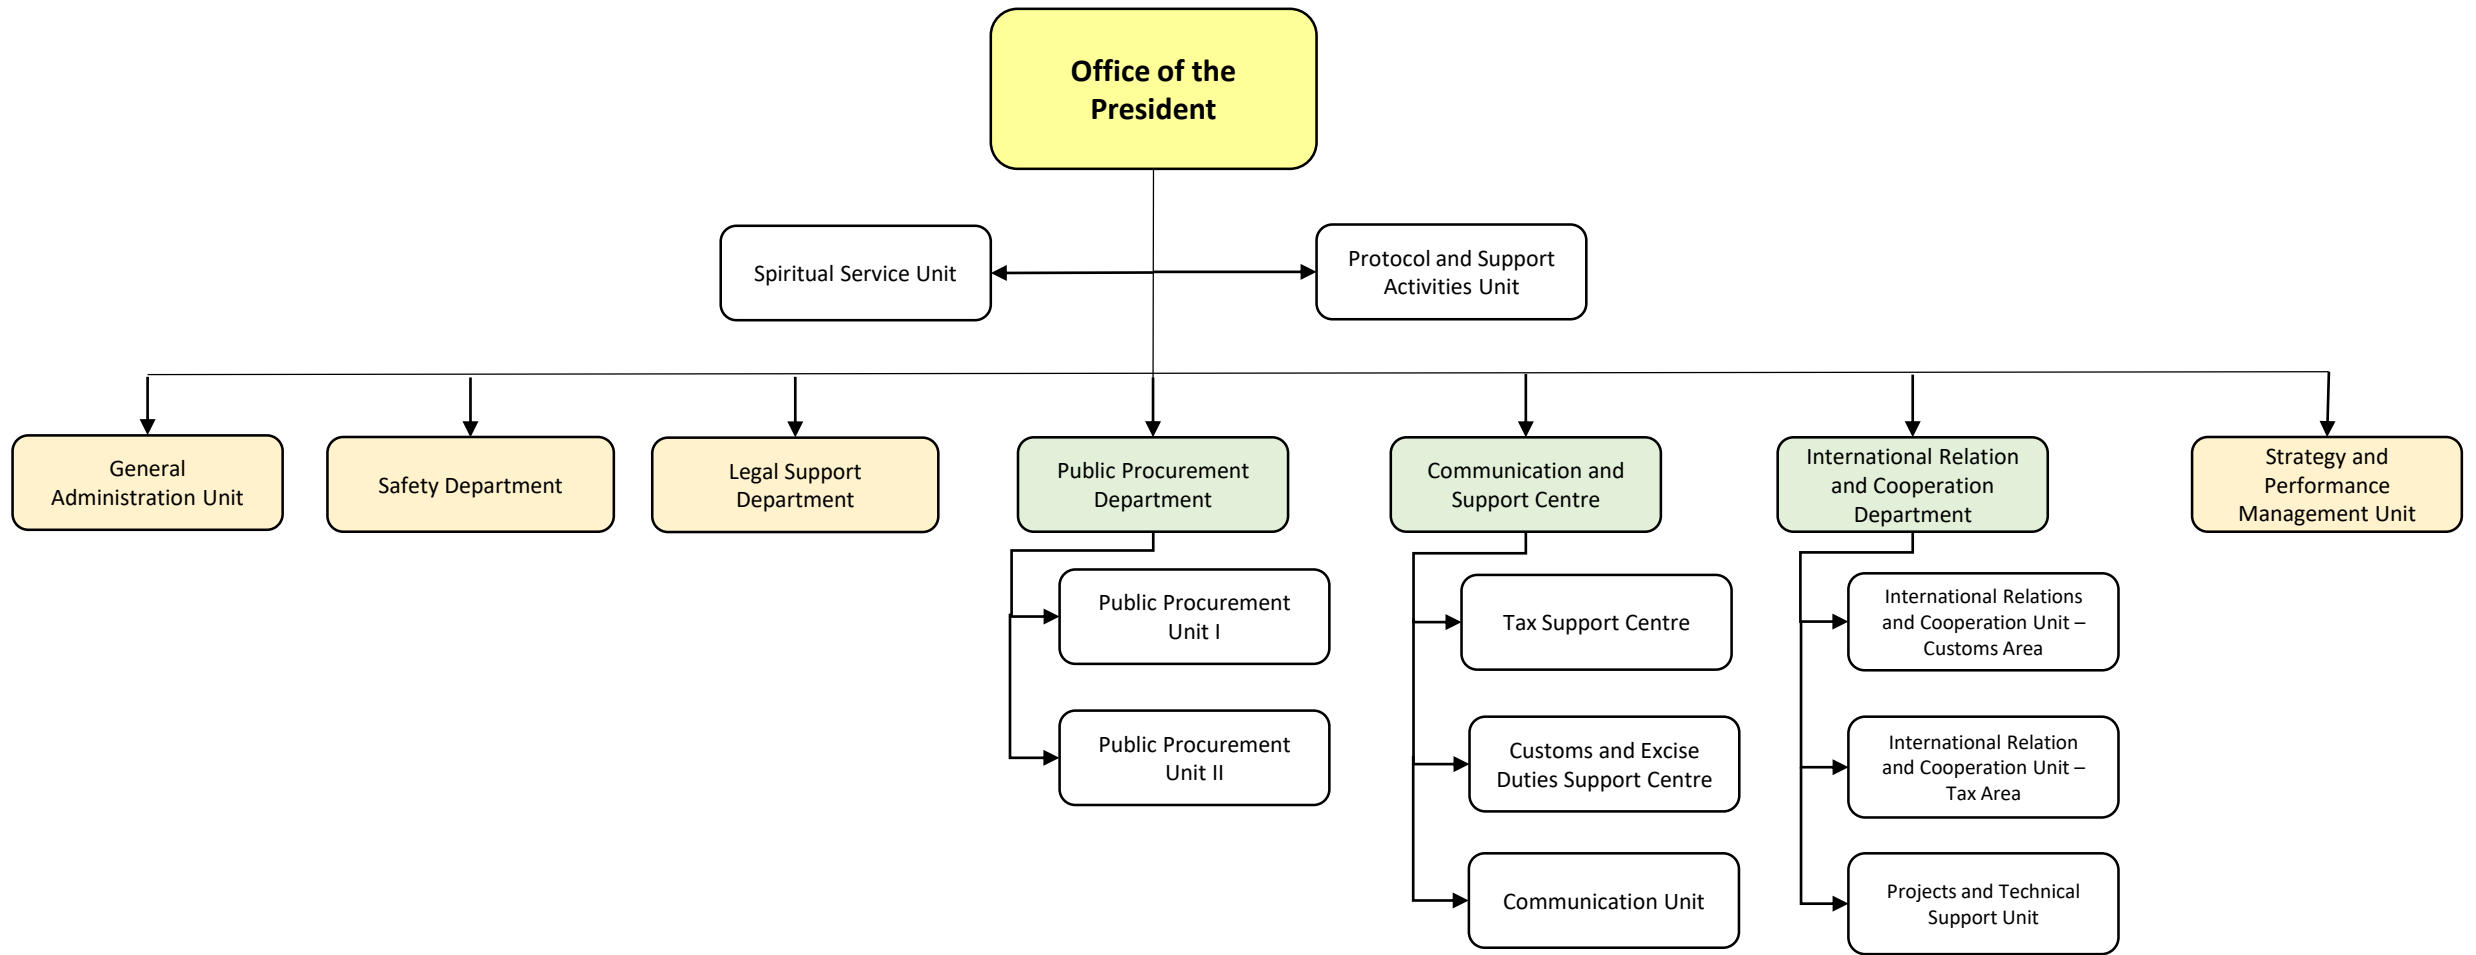 Office of the
President
Spiritual Service Unit
Protocol and Support
Activities Unit
General
Administration Unit
Safety Department
Legal Support
Department
Public Procurement
Department
Communication and
Support Centre
International Relation
and Cooperation
Department
Strategy and
Performance
Management Unit
Public Procurement
Unit I
Tax Support Centre
International Relations
and Cooperation Unit –
Customs Area
Public Procurement
Unit II
Customs and Excise
Duties Support Centre
International Relation
and Cooperation Unit –
Tax Area
Communication Unit
Projects and Technical
Support Unit